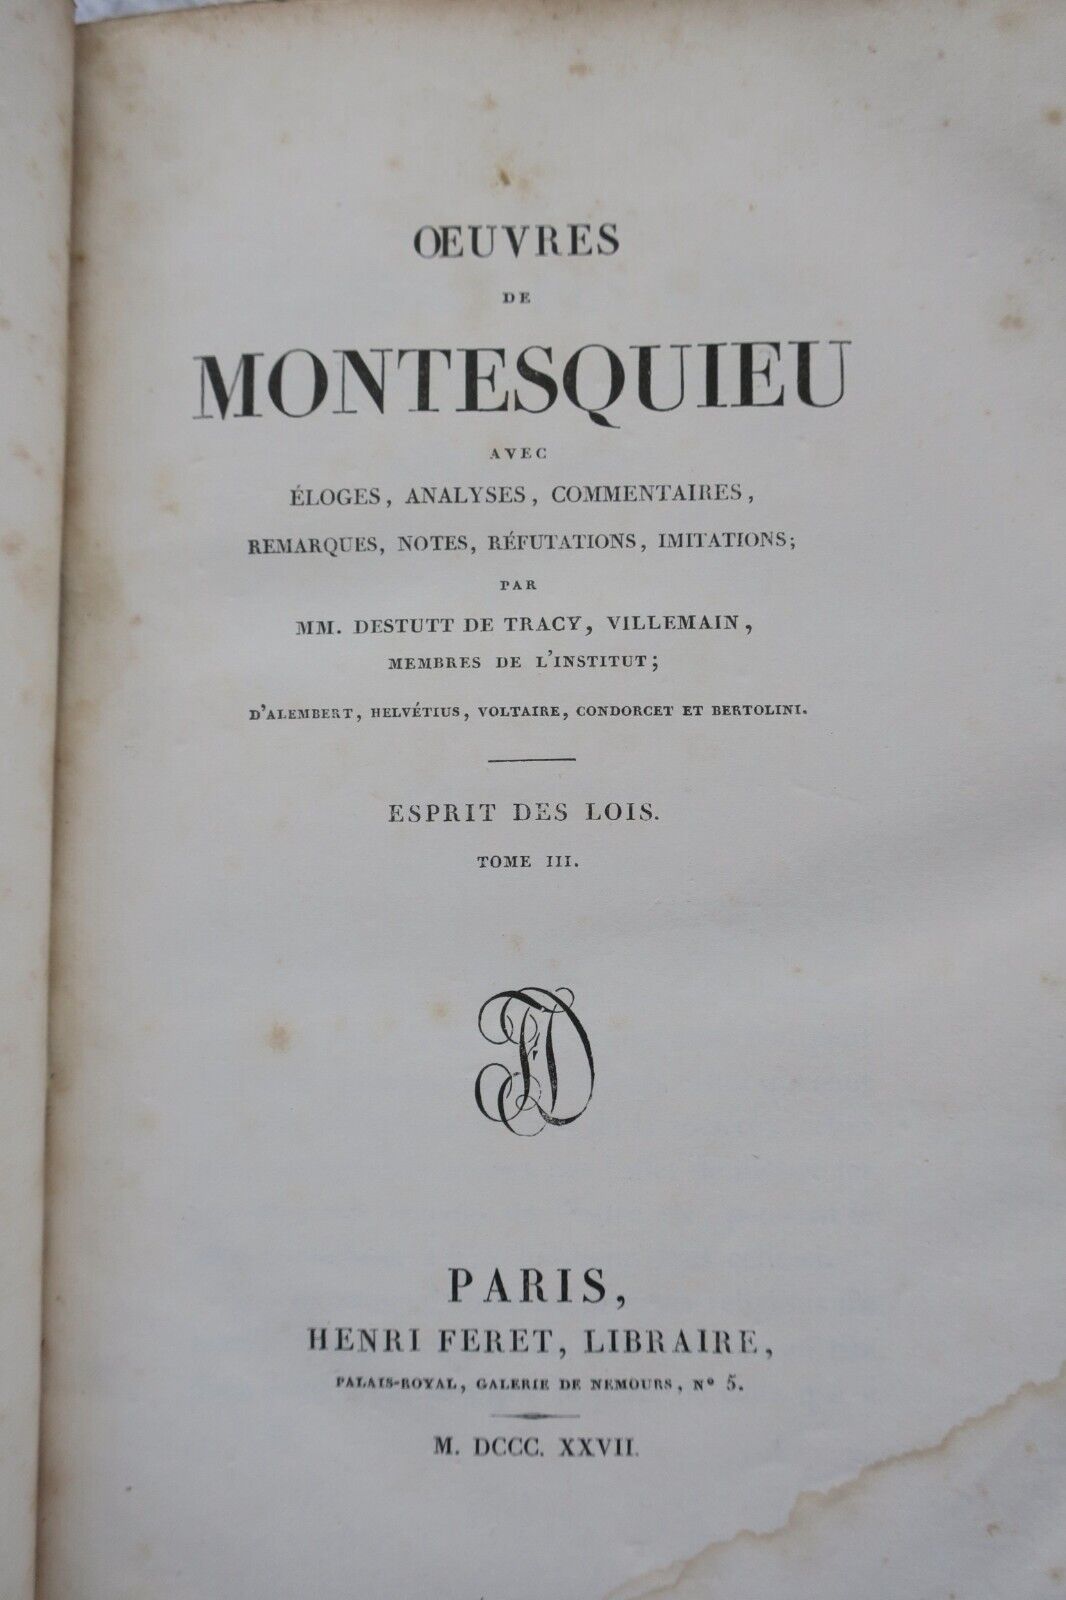 OEUVRES
DE
MONTESQUIEU
AVEC
ÉLOGES, ANALYSES, COMMENTAIRES,
REMARQUES, NOTES, RÉFUTATIONS, IMITATIONS;
PAR
MM. DESTUTT DE TRACY, VILLEMAIN,
MEMBRES DE L'INSTITUT;
D'ALEMBERT, HELVÉTIUS, VOLTAIRE, CONDORCET ET BERTOLINI.
ESPRIT DES LOIS.
TOME III.
PARIS,
HENRI FERET, LIBRAIRE,
PALAIS-ROYAL, GALERIE DE NEMOURS, Nº 5.
M. DCCC. XXVII.